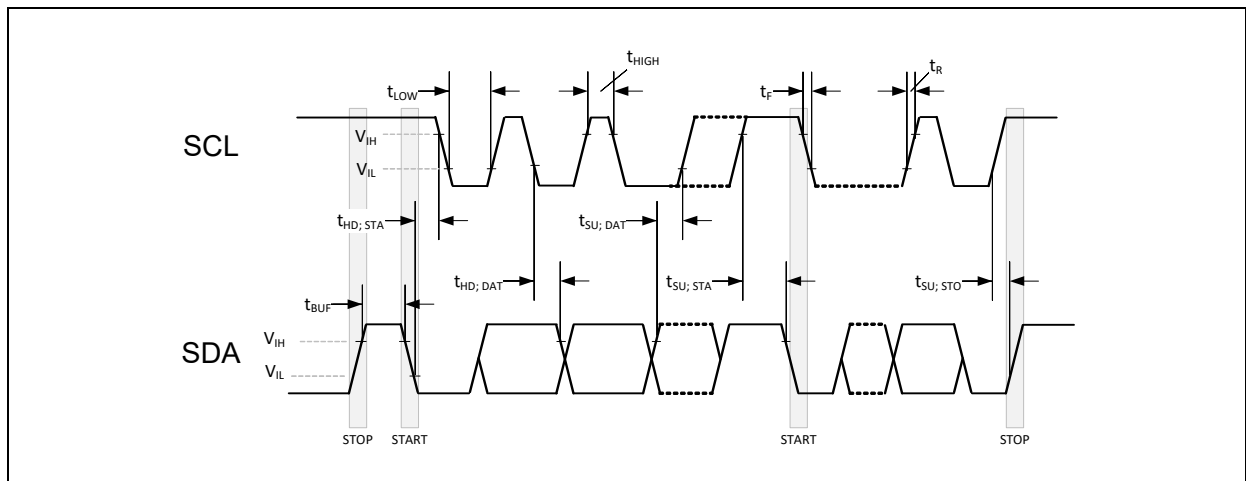 tHIGH
tR
tLOW
tF
SCL
VIH
VIL
tHD; STA
tSU; DAT
tHD; DAT
tSU; STA
tSU; STO
tBUF
VIH
SDA
VIL
STOP START START STOP